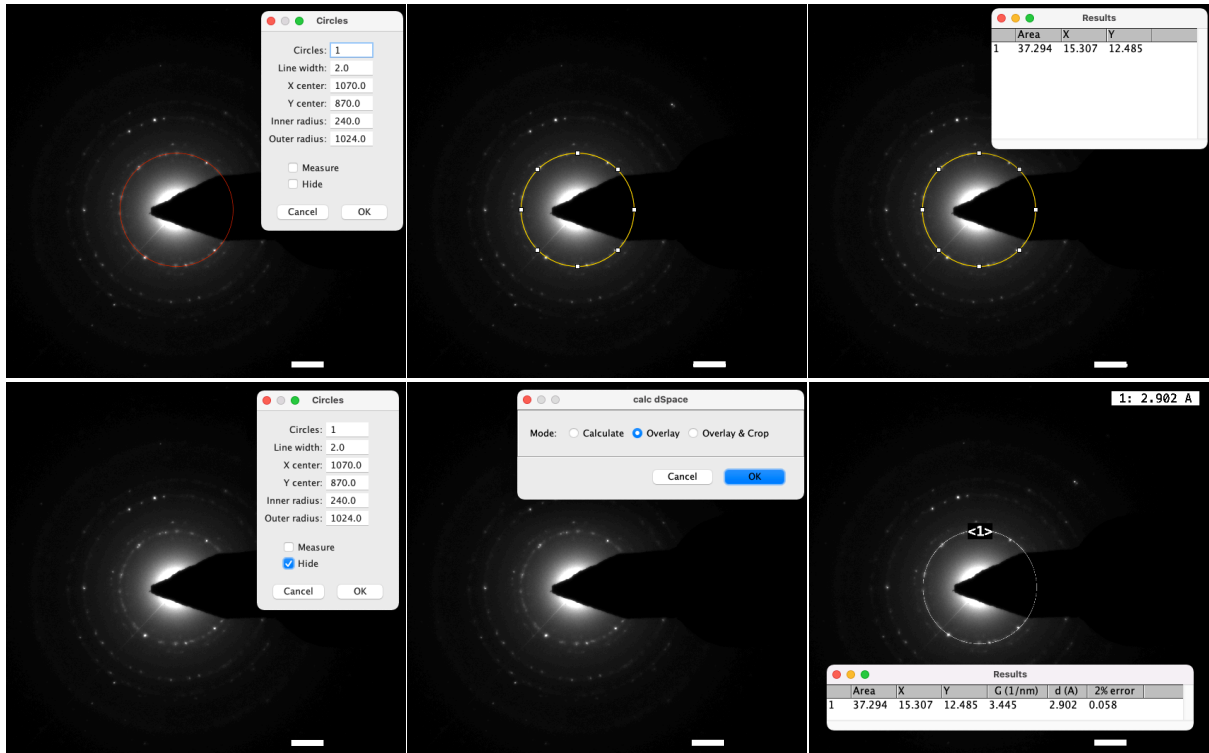 Circles
Circles: 1
Line width: 2.0
X center: 1070.0
Y center: 870.0
Inner radius: 240.0
Outer radius: 1024.0
Measure
Hide
Cancel OK
Results
Area X Y
1 37.294 15.307 12.485
Circles
Circles: 1
Line width: 2.0
X center: 1070.0
Y center: 870.0
Inner radius: 240.0
Outer radius: 1024.0
Measure
Hide
Cancel OK
calc dSpace
Mode: Calculate Overlay Overlay & Crop
Cancel OK
1: 2.902 A
<1>
Results
Area X Y G (1/nm) d (A) 2% error
1 37.294 15.307 12.485 3.445 2.902 0.058